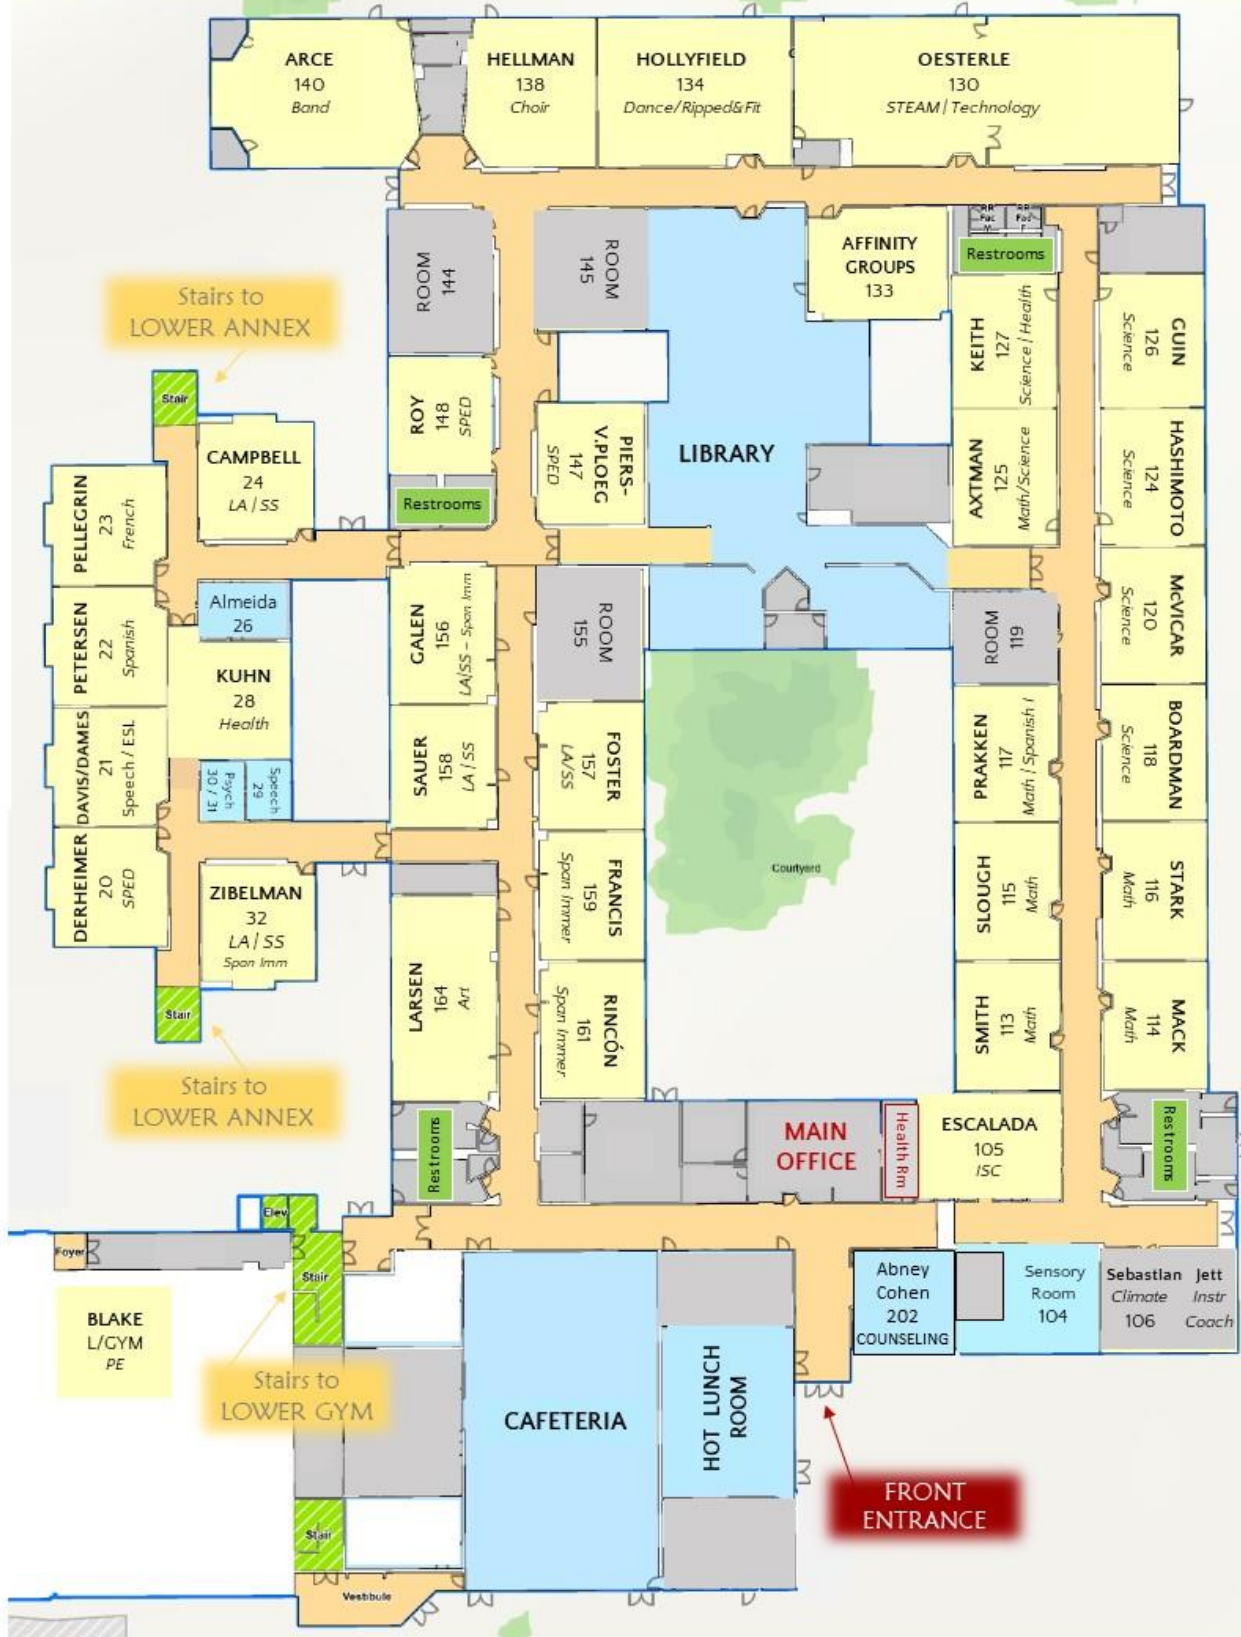 ARCE
140
Band
HELLMAN
138
Choir
HOLLYFIELD
134
Dance/Ripped&Fit
OESTERLE
130
STEAM | Technology
ROOM
144
ROOM
145
AFFINITY
GROUPS
133
RR
Fac
M
RR
Fac
F
Restrooms
Stairs to
LOWER ANNEX
Stair
KEITH
127
Science | Health
GUIN
126
Science
ROY
148
SPED
PIERS-
V.PLOEG
147
SPED
LIBRARY
AXTMAN
125
Math/Science
HASHIMOTO
124
Science
CAMPBELL
24
LA | SS
PELLEGRIN
23
French
Restrooms
PETERSEN
22
Spanish
Almeida
26
KUHN
28
Health
GALEN
156
LA/SS – Span Imm
ROOM
155
ROOM
119
McVICAR
120
Science
DAVIS/DAMES
21
Speech / ESL
Psych
30 / 31
Speech
29
SAUER
158
LA | SS
FOSTER
157
LA/SS
PRAKKEN
117
Math | Spanish I
BOARDMAN
118
Science
DERHEIMER
20
SPED
ZIBELMAN
32
LA | SS
Span Imm
FRANCIS
159
Span Immer
Courtyard
SLOUGH
115
Math
STARK
116
Math
LARSEN
164
Art
RINCÓN
161
Span Immer
SMITH
113
Math
MACK
114
Math
Stair
Stairs to
LOWER ANNEX
Restrooms
MAIN
OFFICE
Health Rm
ESCALADA
105
ISC
Restrooms
Elev
Foyer
Stair
Abney
Cohen
202
COUNSELING
Sensory
Room
104
Sebastian
Climate
106
Jett
Instr
Coach
BLAKE
L/GYM
PE
Stairs to
LOWER GYM
CAFETERIA
HOT LUNCH
ROOM
FRONT
ENTRANCE
Stair
Vestibule